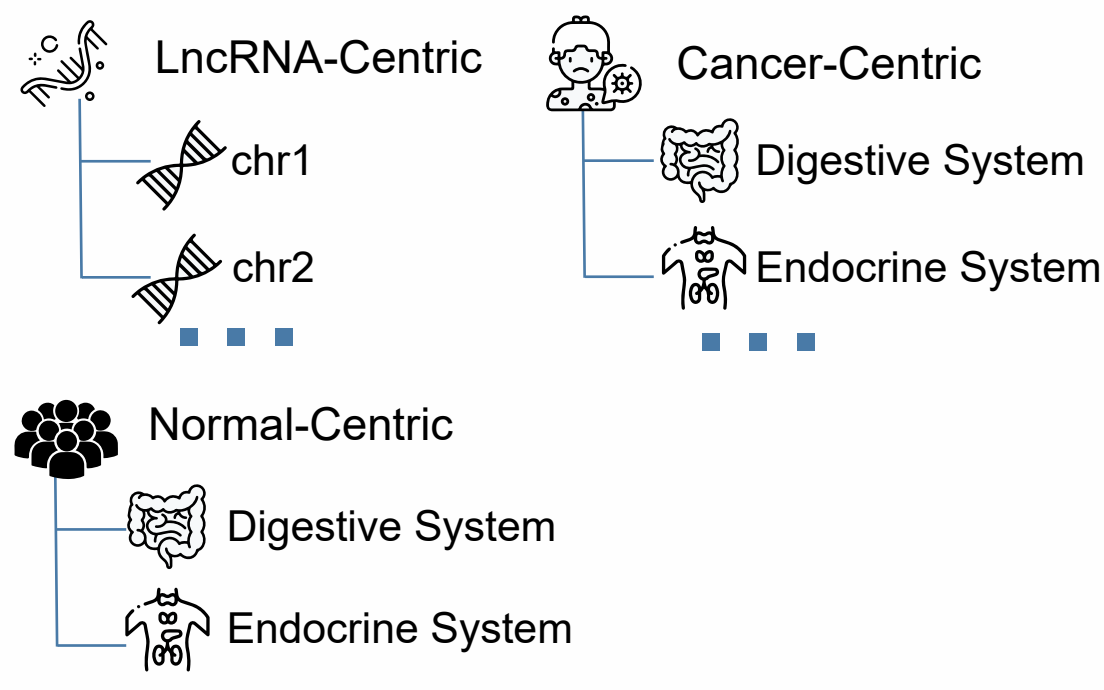 LncRNA-Centric
chr1
chr2
Cancer-Centric
Digestive System
Endocrine System
Normal-Centric
Digestive System
Endocrine System